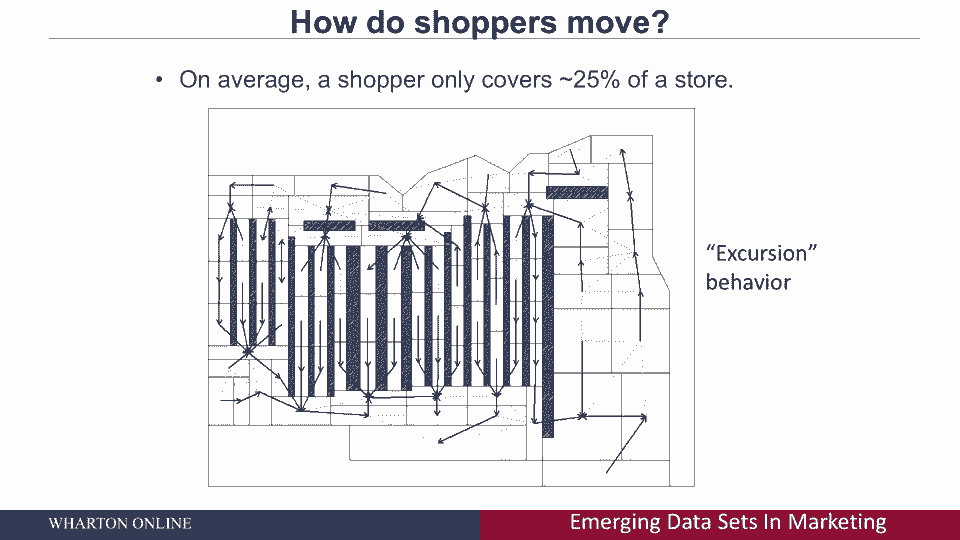 How do shoppers move?
• On average, a shopper only covers ~25% of a store.
“Excursion”
behavior
WHARTON ONLINE
Emerging Data Sets In Marketing